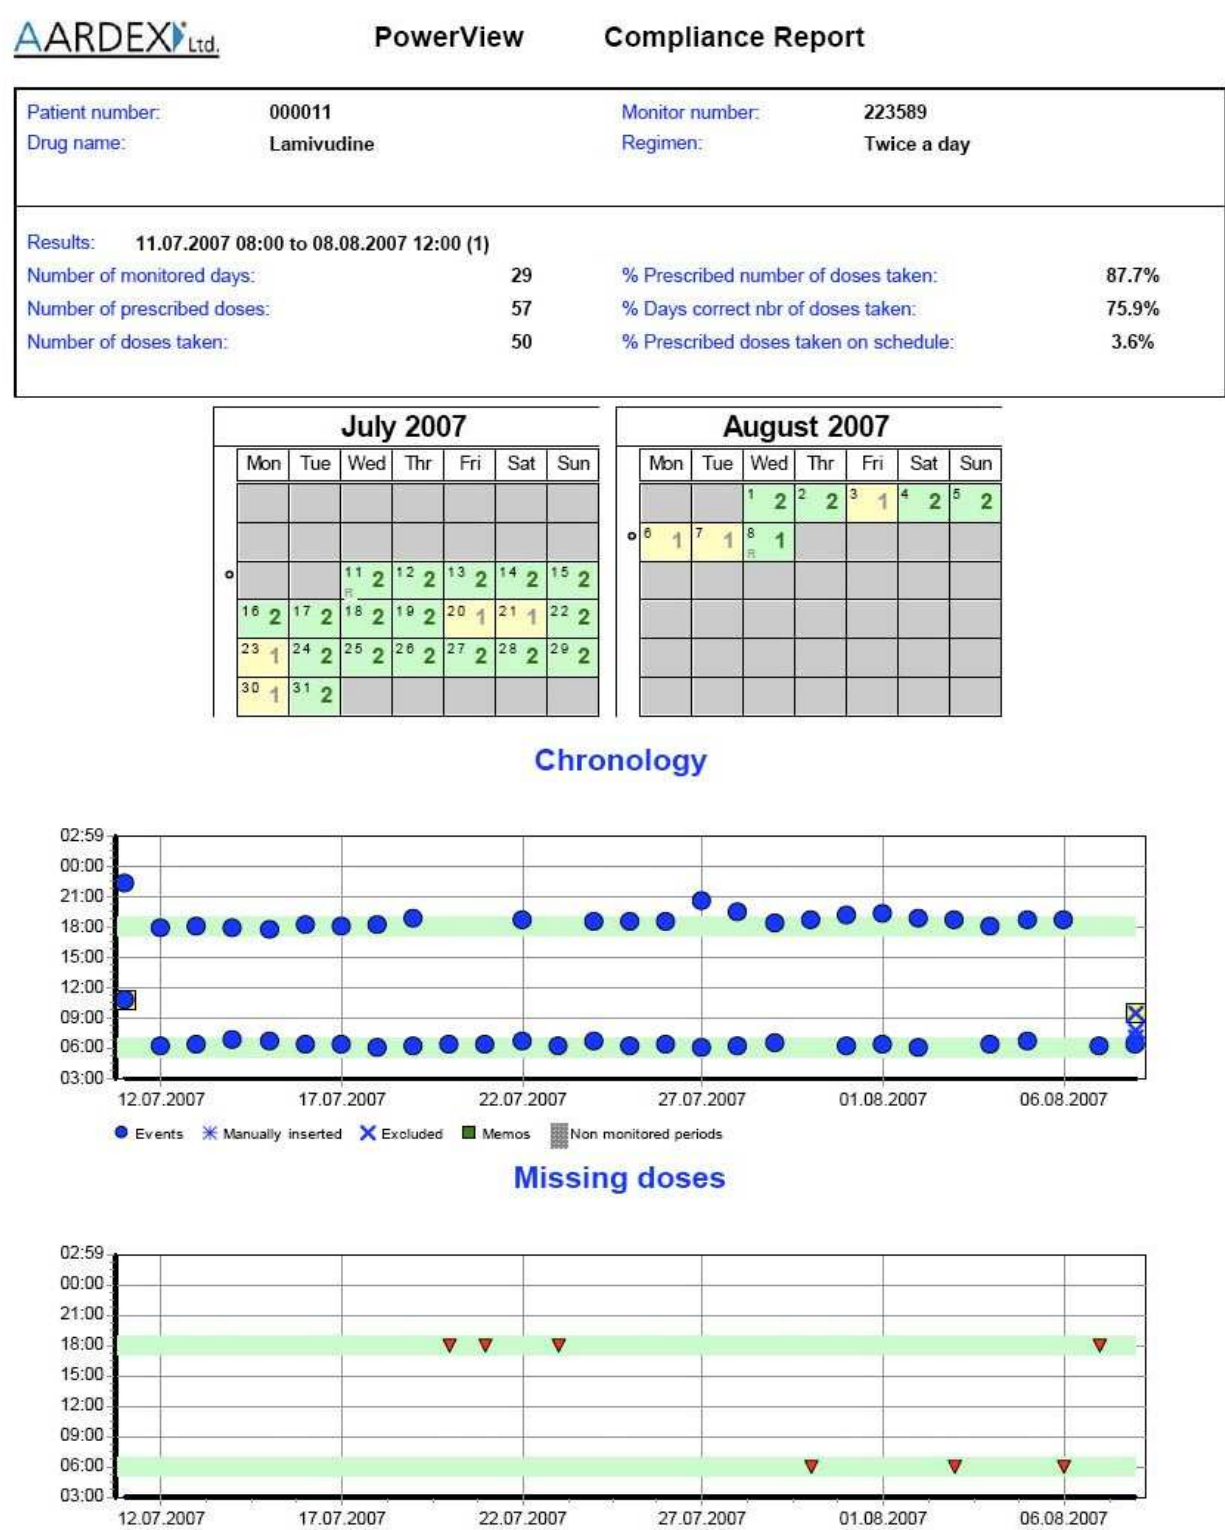 AARDEX Ltd. PowerView Compliance Report
Patient number: 000011 Monitor number: 223589
Drug name: Lamivudine Regimen: Twice a day
Results: 11.07.2007 08:00 to 08.08.2007 12:00 (1)
Number of monitored days: 29 % Prescribed number of doses taken: 87.7%
Number of prescribed doses: 57 % Days correct nbr of doses taken: 75.9%
Number of doses taken: 50 % Prescribed doses taken on schedule: 3.6%
July 2007 August 2007
Mon Tue Wed Thr Fri Sat Sun Mon Tue Wed Thr Fri Sat Sun
1 2 2 2 3 1 4 2 5 2
6 1 7 1 8 R 1
11 R 2 12 2 13 2 14 2 15 2
16 2 17 2 18 2 19 2 20 1 21 1 22 2
23 1 24 2 25 2 26 2 27 2 28 2 29 2
30 1 31 2
Chronology
02:59
00:00
21:00
18:00
15:00
12:00
09:00
06:00
03:00
12.07.2007 17.07.2007 22.07.2007 27.07.2007 01.08.2007 06.08.2007
Events Manually inserted Excluded Memos Non monitored periods
Missing doses
02:59
00:00
21:00
18:00
15:00
12:00
09:00
06:00
03:00
12.07.2007 17.07.2007 22.07.2007 27.07.2007 01.08.2007 06.08.2007